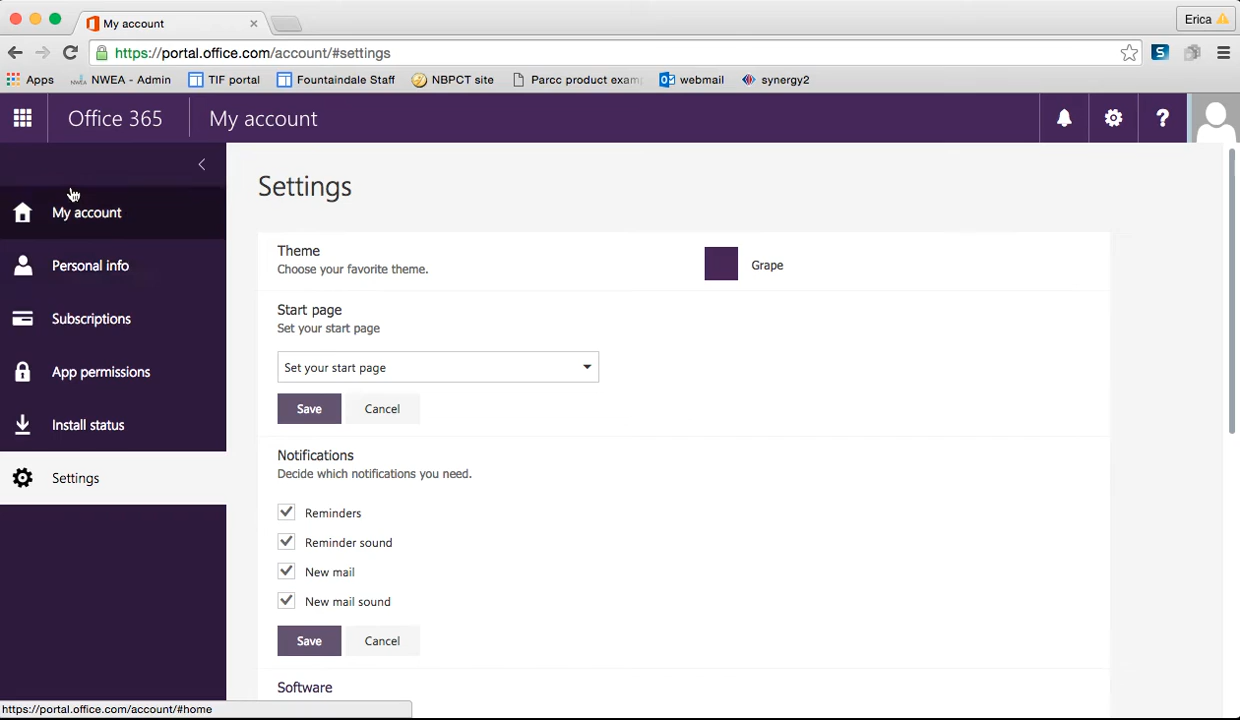 My account
Erica
https://portal.office.com/account/#settings
Apps NWEA - Admin TIF portal Fountaindale Staff NBPCT site Parcc product exam webmail synergy2
Office 365 My account ?
My account
Personal info
Subscriptions
App permissions
Install status
Settings
Settings
Theme
Choose your favorite theme.
Grape
Start page
Set your start page
Set your start page
Save Cancel
Notifications
Decide which notifications you need.
Reminders
Reminder sound
New mail
New mail sound
Save Cancel
Software
https://portal.office.com/account/#home